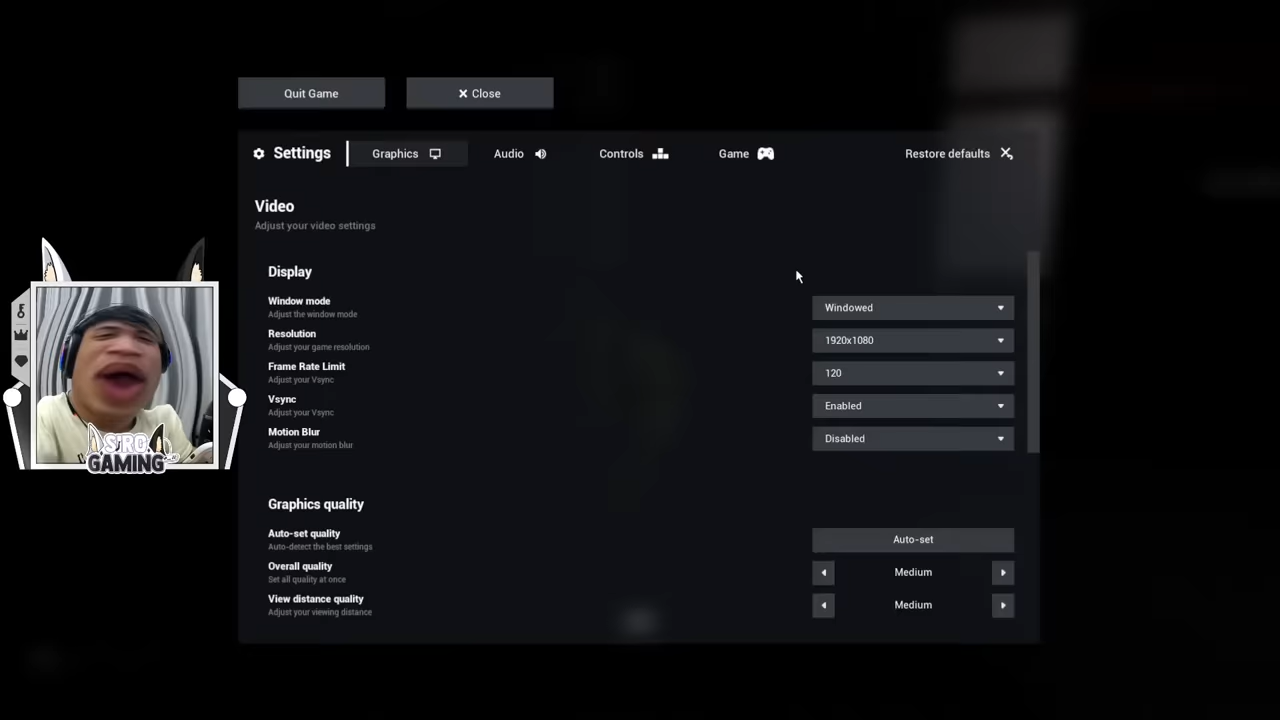 Quit Game
Close
Settings
Graphics
Audio
Controls
Game
Restore defaults
Video
Adjust your video settings
Display
Window mode
Windowed
Adjust the window mode
Resolution
1920x1080
Adjust your game resolution
Frame Rate Limit
120
Adjust your Vsync
Vsync
Enabled
Adjust your Vsync
Motion Blur
Disabled
Adjust your motion blur
Graphics quality
Auto-set quality
Auto-set
Auto-detect the best settings
Overall quality
Medium
Set all quality at once
View distance quality
Medium
Adjust your viewing distance
GAMING